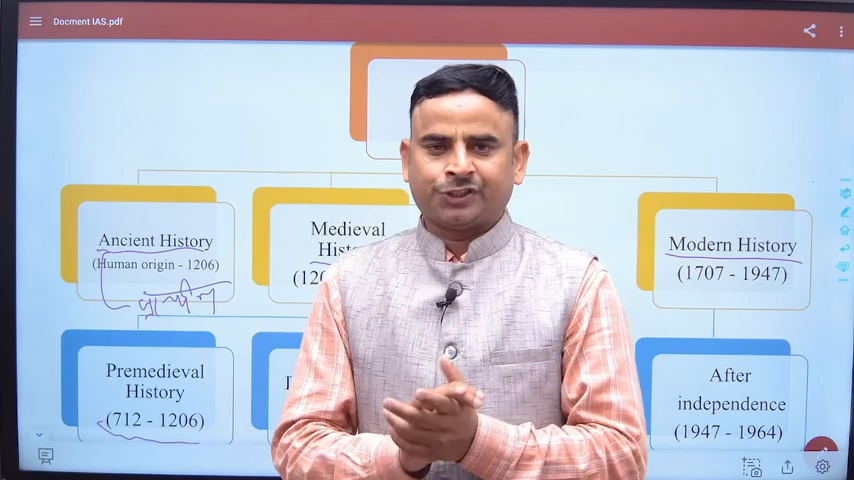 Docment IAS.pdf
Ancient History
(Human origin - 1206)
प्राचीन
Medieval
Modern History
(1707 - 1947)
Premedieval
History
(712 - 1206)
After
independence
(1947 - 1964)